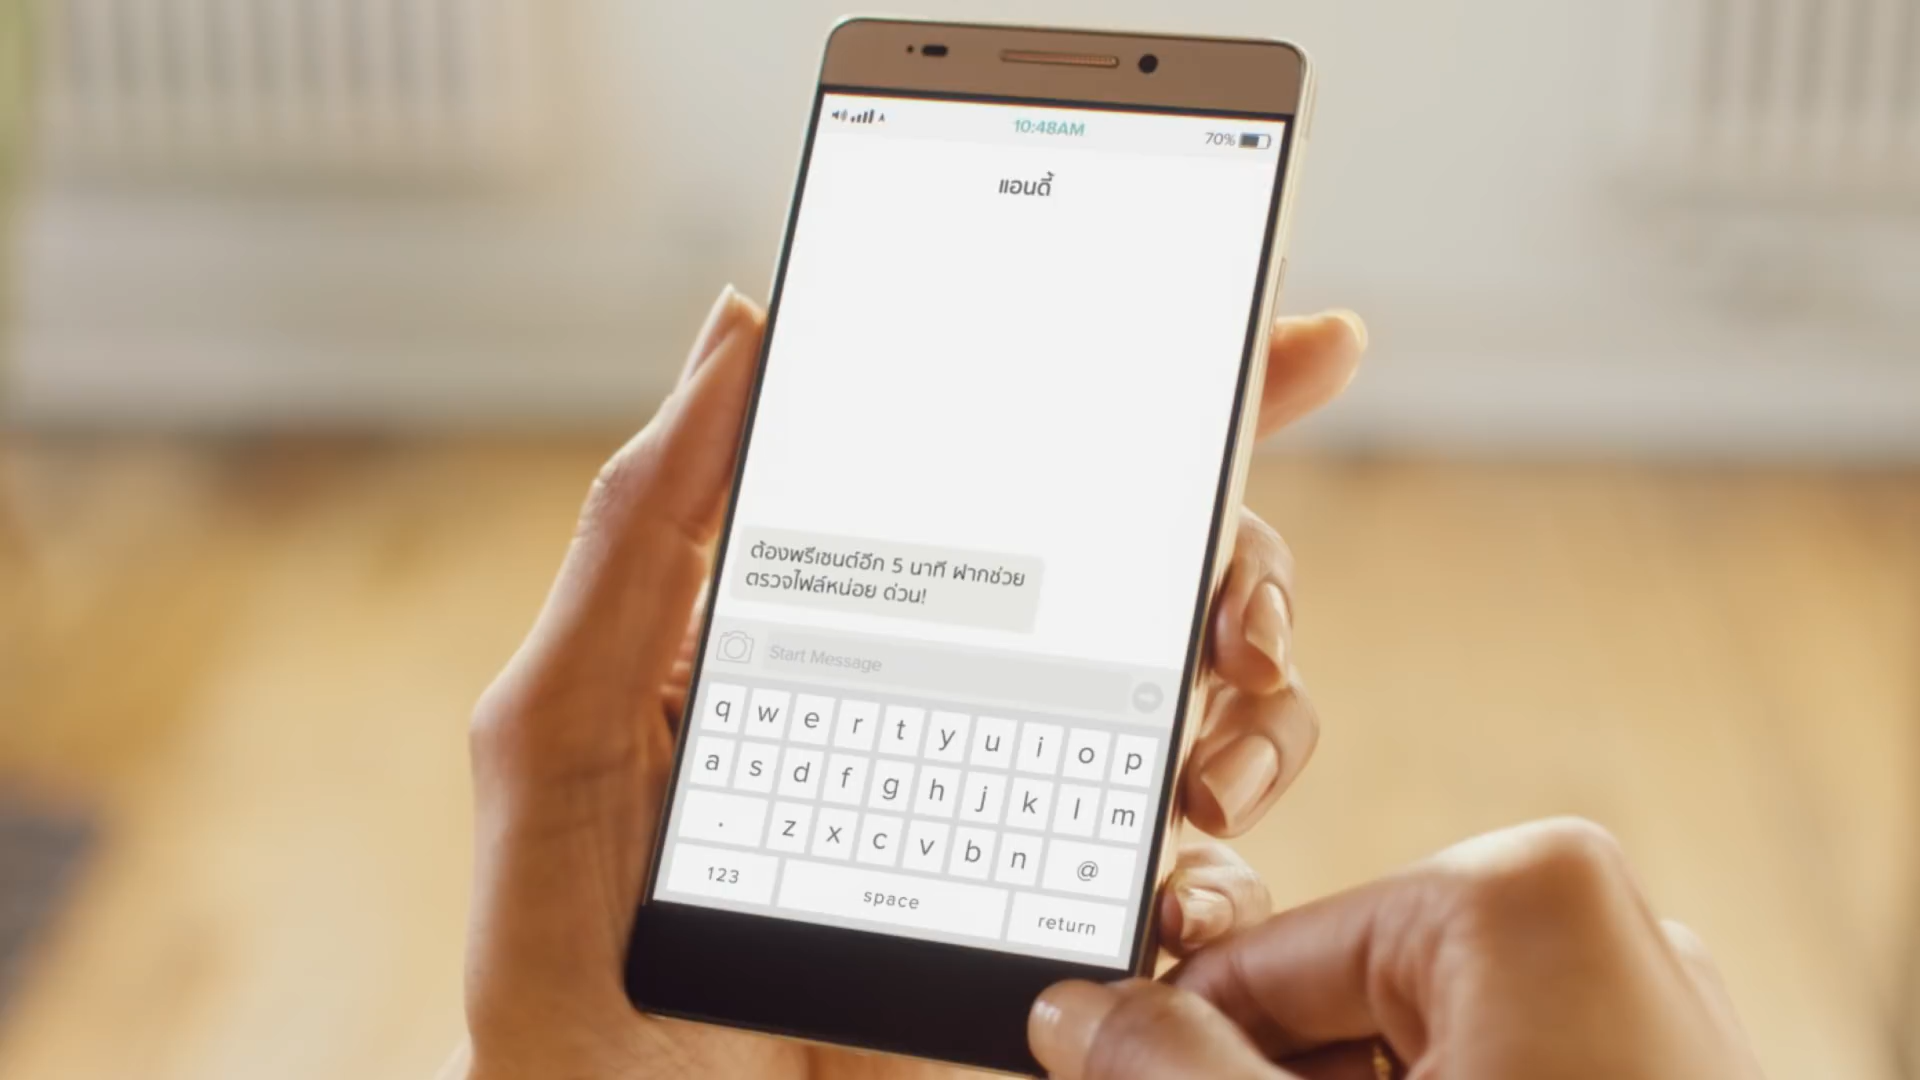 10:48AM
70%
แอนดี้
ต้องพรีเซนต์อีก 5 นาที ฝากช่วย
ตรวจไฟล์หน่อย ด่วน!
Start Message
q w e r t y u i o p
a s d f g h j k l m
. z x c v b n @
123 space return